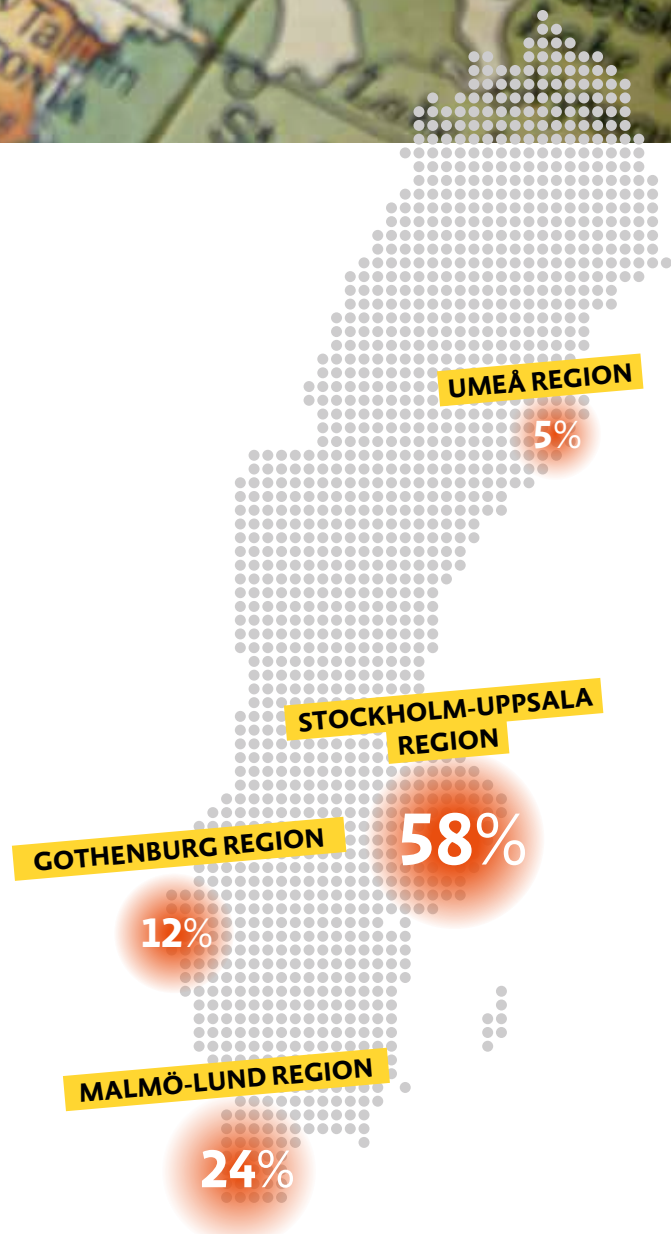 UMEÅ REGION
5%
STOCKHOLM-UPPSALA
REGION
58%
GOTHENBURG REGION
12%
MALMÖ-LUND REGION
24%